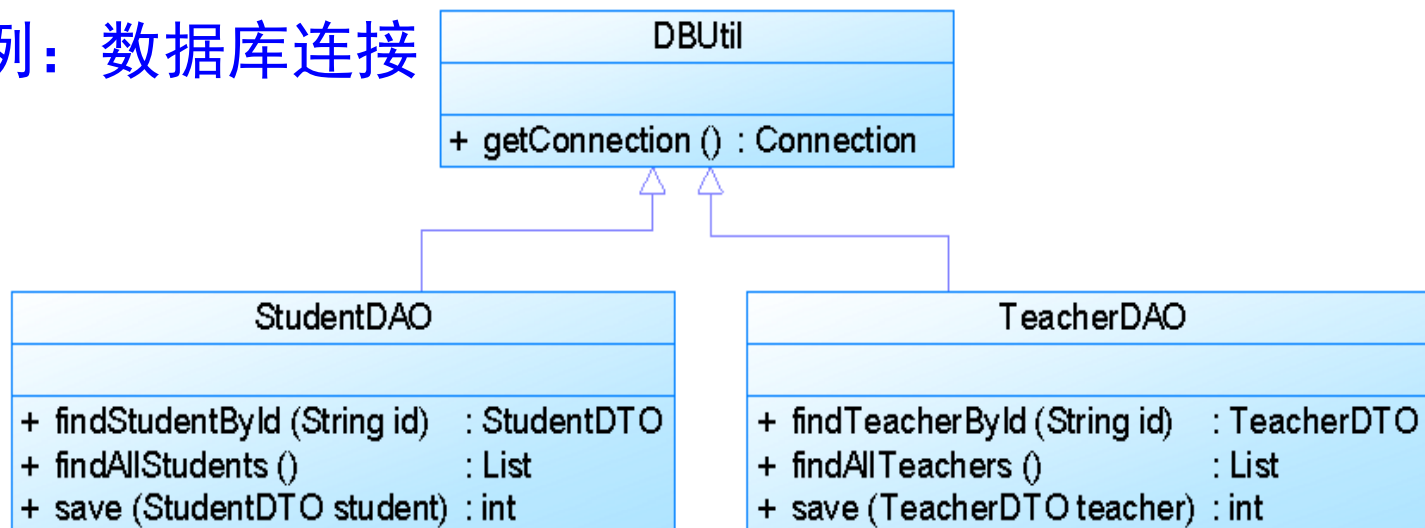 例：数据库连接
DBUtil
+ getConnection () : Connection
StudentDAO
+ findStudentById (String id) : StudentDTO
+ findAllStudents () : List
+ save (StudentDTO student) : int
TeacherDAO
+ findTeacherById (String id) : TeacherDTO
+ findAllTeachers () : List
+ save (TeacherDTO teacher) : int